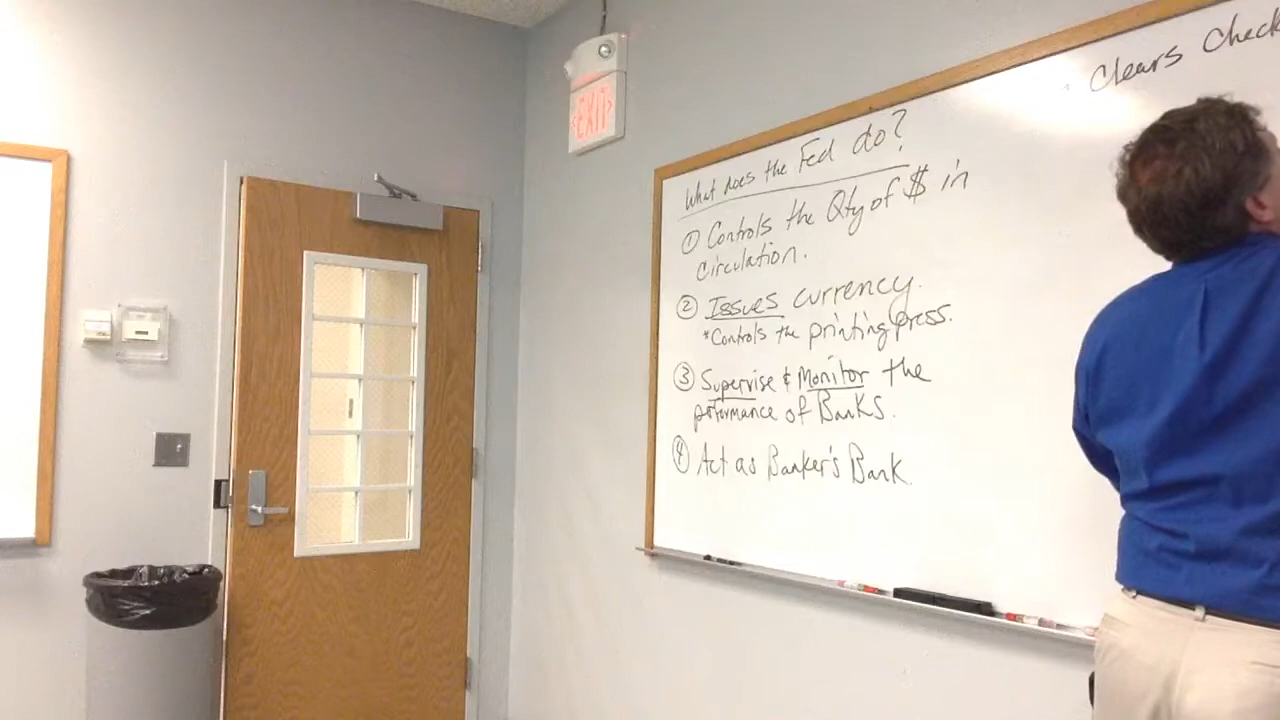 EXIT
Clears Check
What does the Fed do?
① Controls the Qty of $ in
circulation.
② Issues currency.
*Controls the printing press.
③ Supervise & Monitor the
performance of Banks.
④ Act as Banker's Bank.